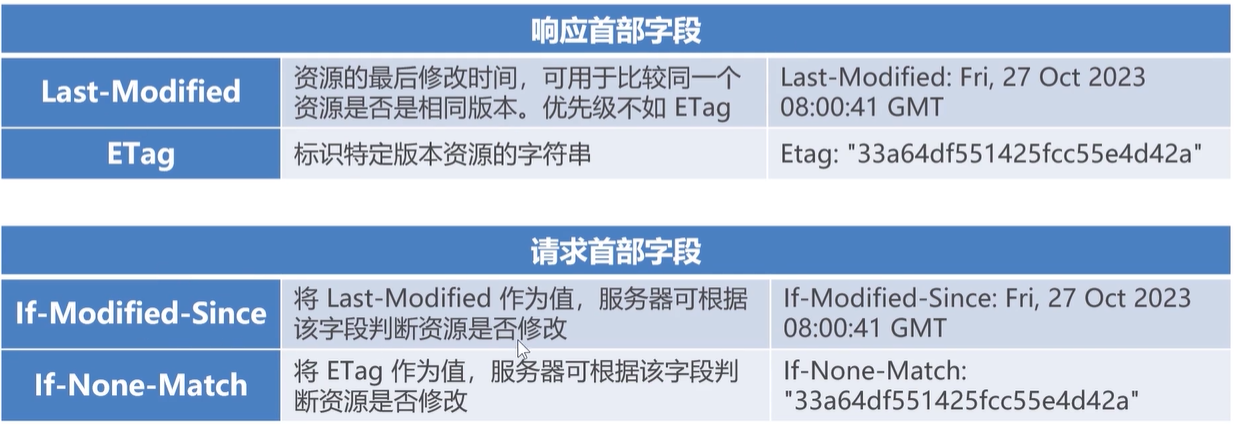 响应首部字段
Last-Modified
资源的最后修改时间，可用于比较同一个
资源是否是相同版本。优先级不如 ETag
Last-Modified: Fri, 27 Oct 2023
08:00:41 GMT
ETag
标识特定版本资源的字符串
Etag: "33a64df551425fcc55e4d42a"
请求首部字段
If-Modified-Since
将 Last-Modified 作为值，服务器可根据
该字段判断资源是否修改
If-Modified-Since: Fri, 27 Oct 2023
08:00:41 GMT
If-None-Match
将 ETag 作为值，服务器可根据该字段判
断资源是否修改
If-None-Match:
"33a64df551425fcc55e4d42a"